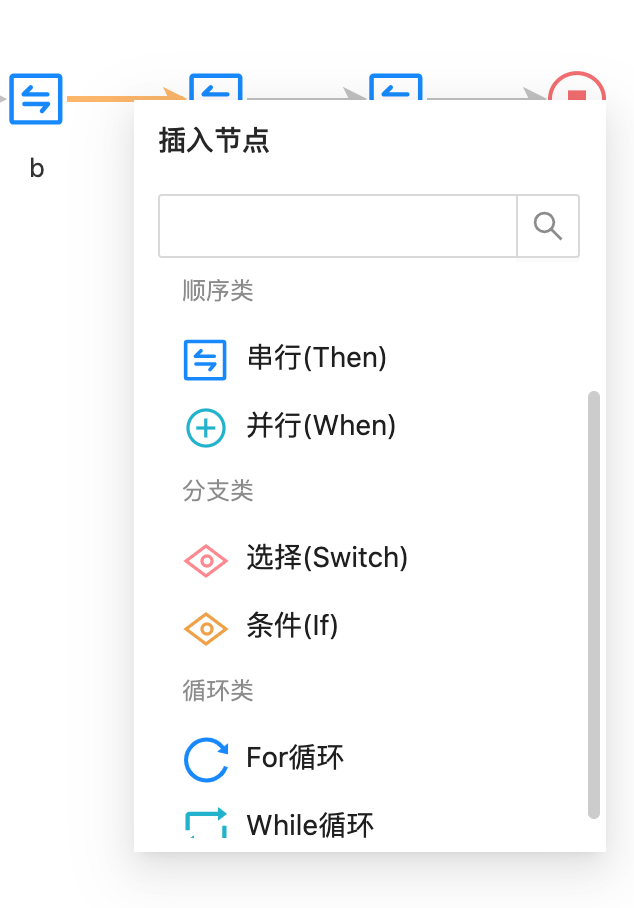 b
插入节点
顺序类
串行(Then)
并行(When)
分支类
选择(Switch)
条件(If)
循环类
For循环
While循环